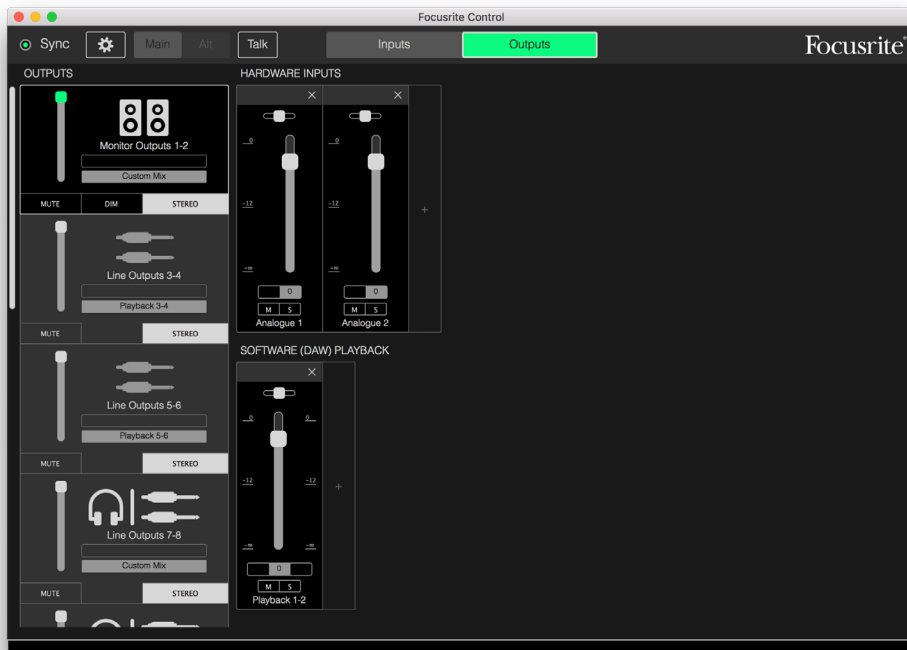 Focusrite Control
Sync Main Alt Talk Inputs Outputs Focusrite
OUTPUTS
Monitor Outputs 1-2
Custom Mix
MUTE DIM STEREO
Line Outputs 3-4
Playback 3-4
MUTE STEREO
Line Outputs 5-6
Playback 5-6
MUTE STEREO
Line Outputs 7-8
Custom Mix
MUTE STEREO
HARDWARE INPUTS
0 0
-12 -12
-∞ -∞
0 0
M S M S
Analogue 1 Analogue 2
+
SOFTWARE (DAW) PLAYBACK
0 0
-12 -12
-∞ -∞
0
M S
Playback 1-2
+